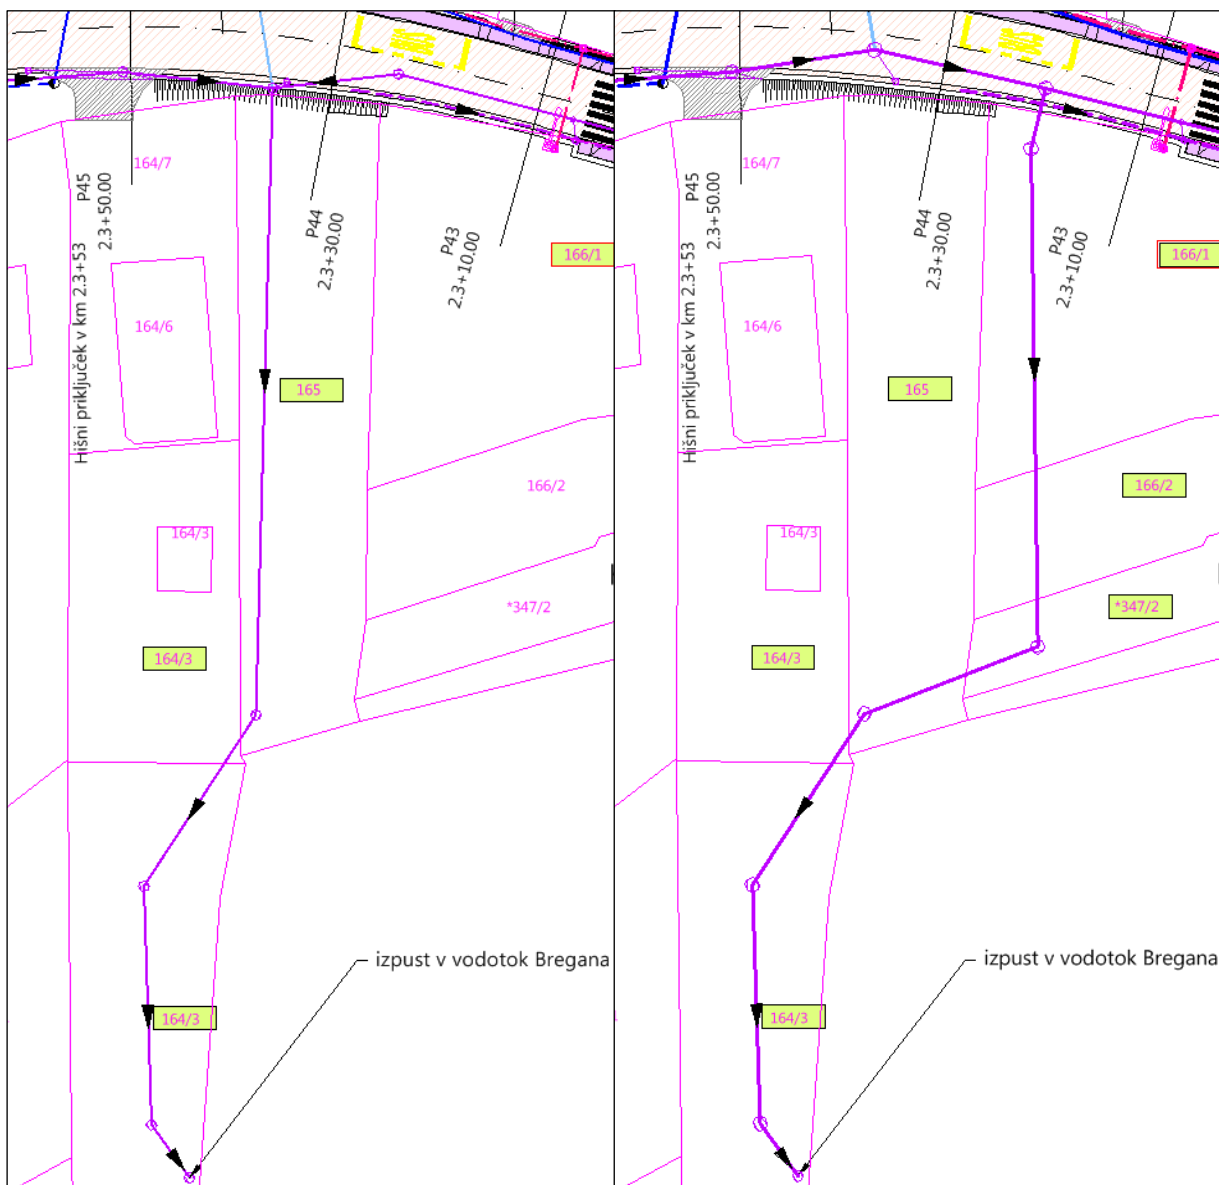 164/7
P45
2.3+50.00
P44
2.3+30.00
P43
2.3+10.00
Hišni priključek v km 2.3+53
166/1
164/6
165
166/2
164/3
*347/2
164/3
izpust v vodotok Bregana
164/3
164/7
P45
2.3+50.00
P44
2.3+30.00
P43
2.3+10.00
Hišni priključek v km 2.3+53
166/1
164/6
165
166/2
164/3
*347/2
164/3
izpust v vodotok Bregana
164/3